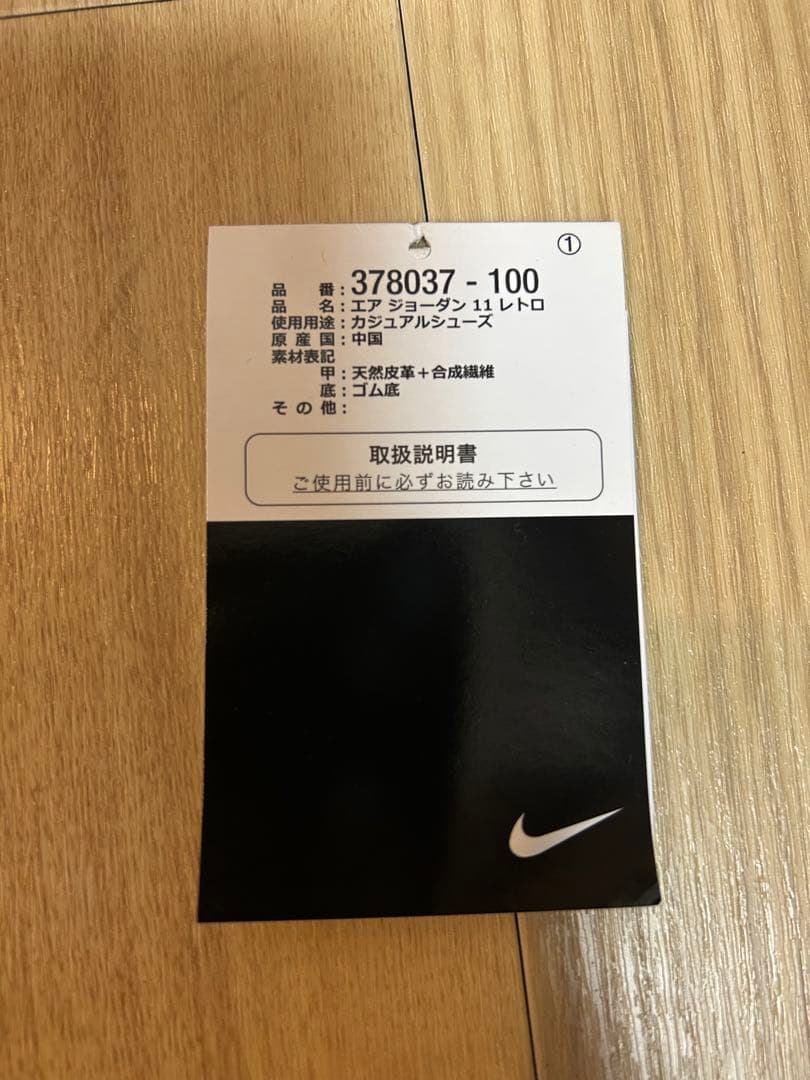 ①
品番：378037 - 100
品名：エア ジョーダン 11 レトロ
使用用途：カジュアルシューズ
原産国：中国
素材表記
甲：天然皮革＋合成繊維
底：ゴム底
その他：
取扱説明書
ご使用前に必ずお読み下さい